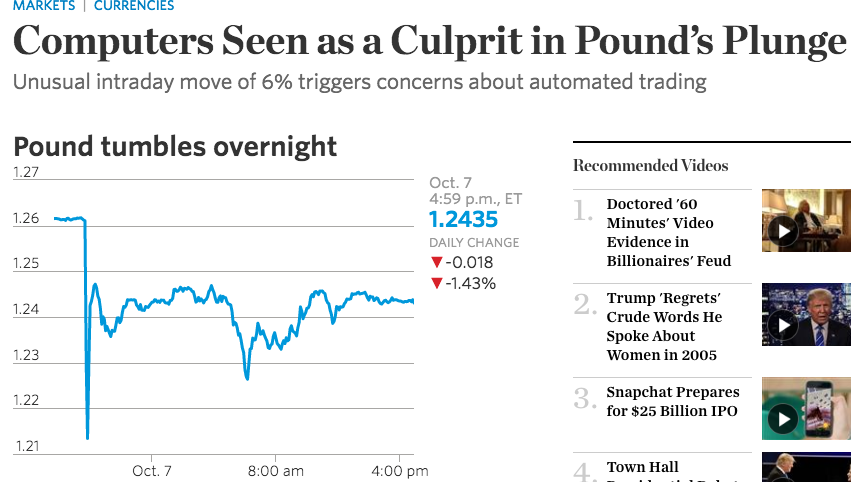 MARKETS | CURRENCIES
Computers Seen as a Culprit in Pound’s Plunge
Unusual intraday move of 6% triggers concerns about automated trading
Pound tumbles overnight
1.27
1.26
1.25
1.24
1.23
1.22
1.21
Oct. 7
8:00 am
4:00 pm
Oct. 7
4:59 p.m., ET
1.2435
DAILY CHANGE
▼-0.018
▼-1.43%
Recommended Videos
1.
Doctored '60
Minutes' Video
Evidence in
Billionaires' Feud
2.
Trump 'Regrets'
Crude Words He
Spoke About
Women in 2005
3.
Snapchat Prepares
for $25 Billion IPO
4.
Town Hall